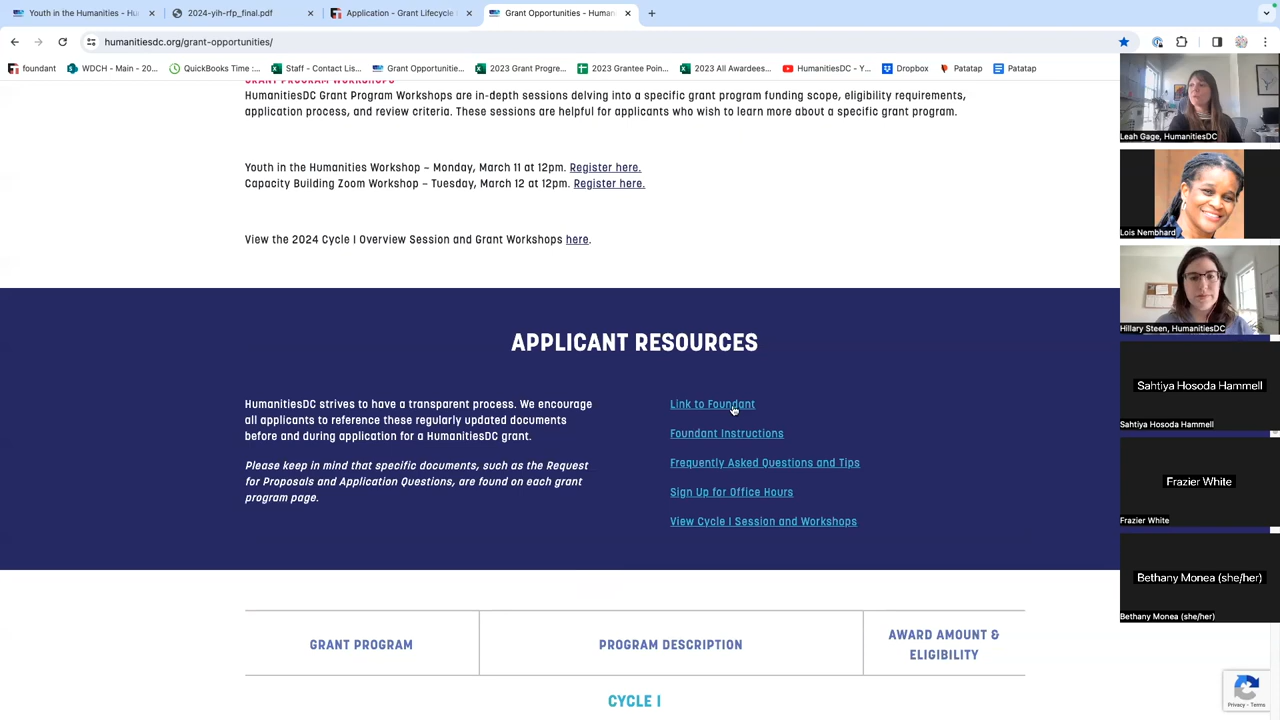 Youth in the Humanities - Hu
2024-yih-rfp_final.pdf
Application - Grant Lifecycle
Grant Opportunities - Human
humanitiesdc.org/grant-opportunities/
foundant
WDCH - Main - 20...
QuickBooks Time :...
Staff - Contact Lis...
Grant Opportunitie...
2023 Grant Progre...
2023 Grantee Poin...
2023 All Awardees...
HumanitiesDC - Y...
Dropbox
Patatap
Patatap
GRANT PROGRAM WORKSHOPS
HumanitiesDC Grant Program Workshops are in-depth sessions delving into a specific grant program funding scope, eligibility requirements,
application process, and review criteria. These sessions are helpful for applicants who wish to learn more about a specific grant program.
Youth in the Humanities Workshop – Monday, March 11 at 12pm. Register here.
Capacity Building Zoom Workshop – Tuesday, March 12 at 12pm. Register here.
View the 2024 Cycle I Overview Session and Grant Workshops here.
APPLICANT RESOURCES
HumanitiesDC strives to have a transparent process. We encourage
all applicants to reference these regularly updated documents
before and during application for a HumanitiesDC grant.
Please keep in mind that specific documents, such as the Request
for Proposals and Application Questions, are found on each grant
program page.
Link to Foundant
Foundant Instructions
Frequently Asked Questions and Tips
Sign Up for Office Hours
View Cycle I Session and Workshops
GRANT PROGRAM
PROGRAM DESCRIPTION
AWARD AMOUNT &
ELIGIBILITY
CYCLE I
Leah Gage, HumanitiesDC
Lois Nembhard
Hillary Steen, HumanitiesDC
Sahtiya Hosoda Hammell
Sahtiya Hosoda Hammell
Frazier White
Frazier White
Bethany Monea (she/her)
Bethany Monea (she/her)
Privacy - Terms